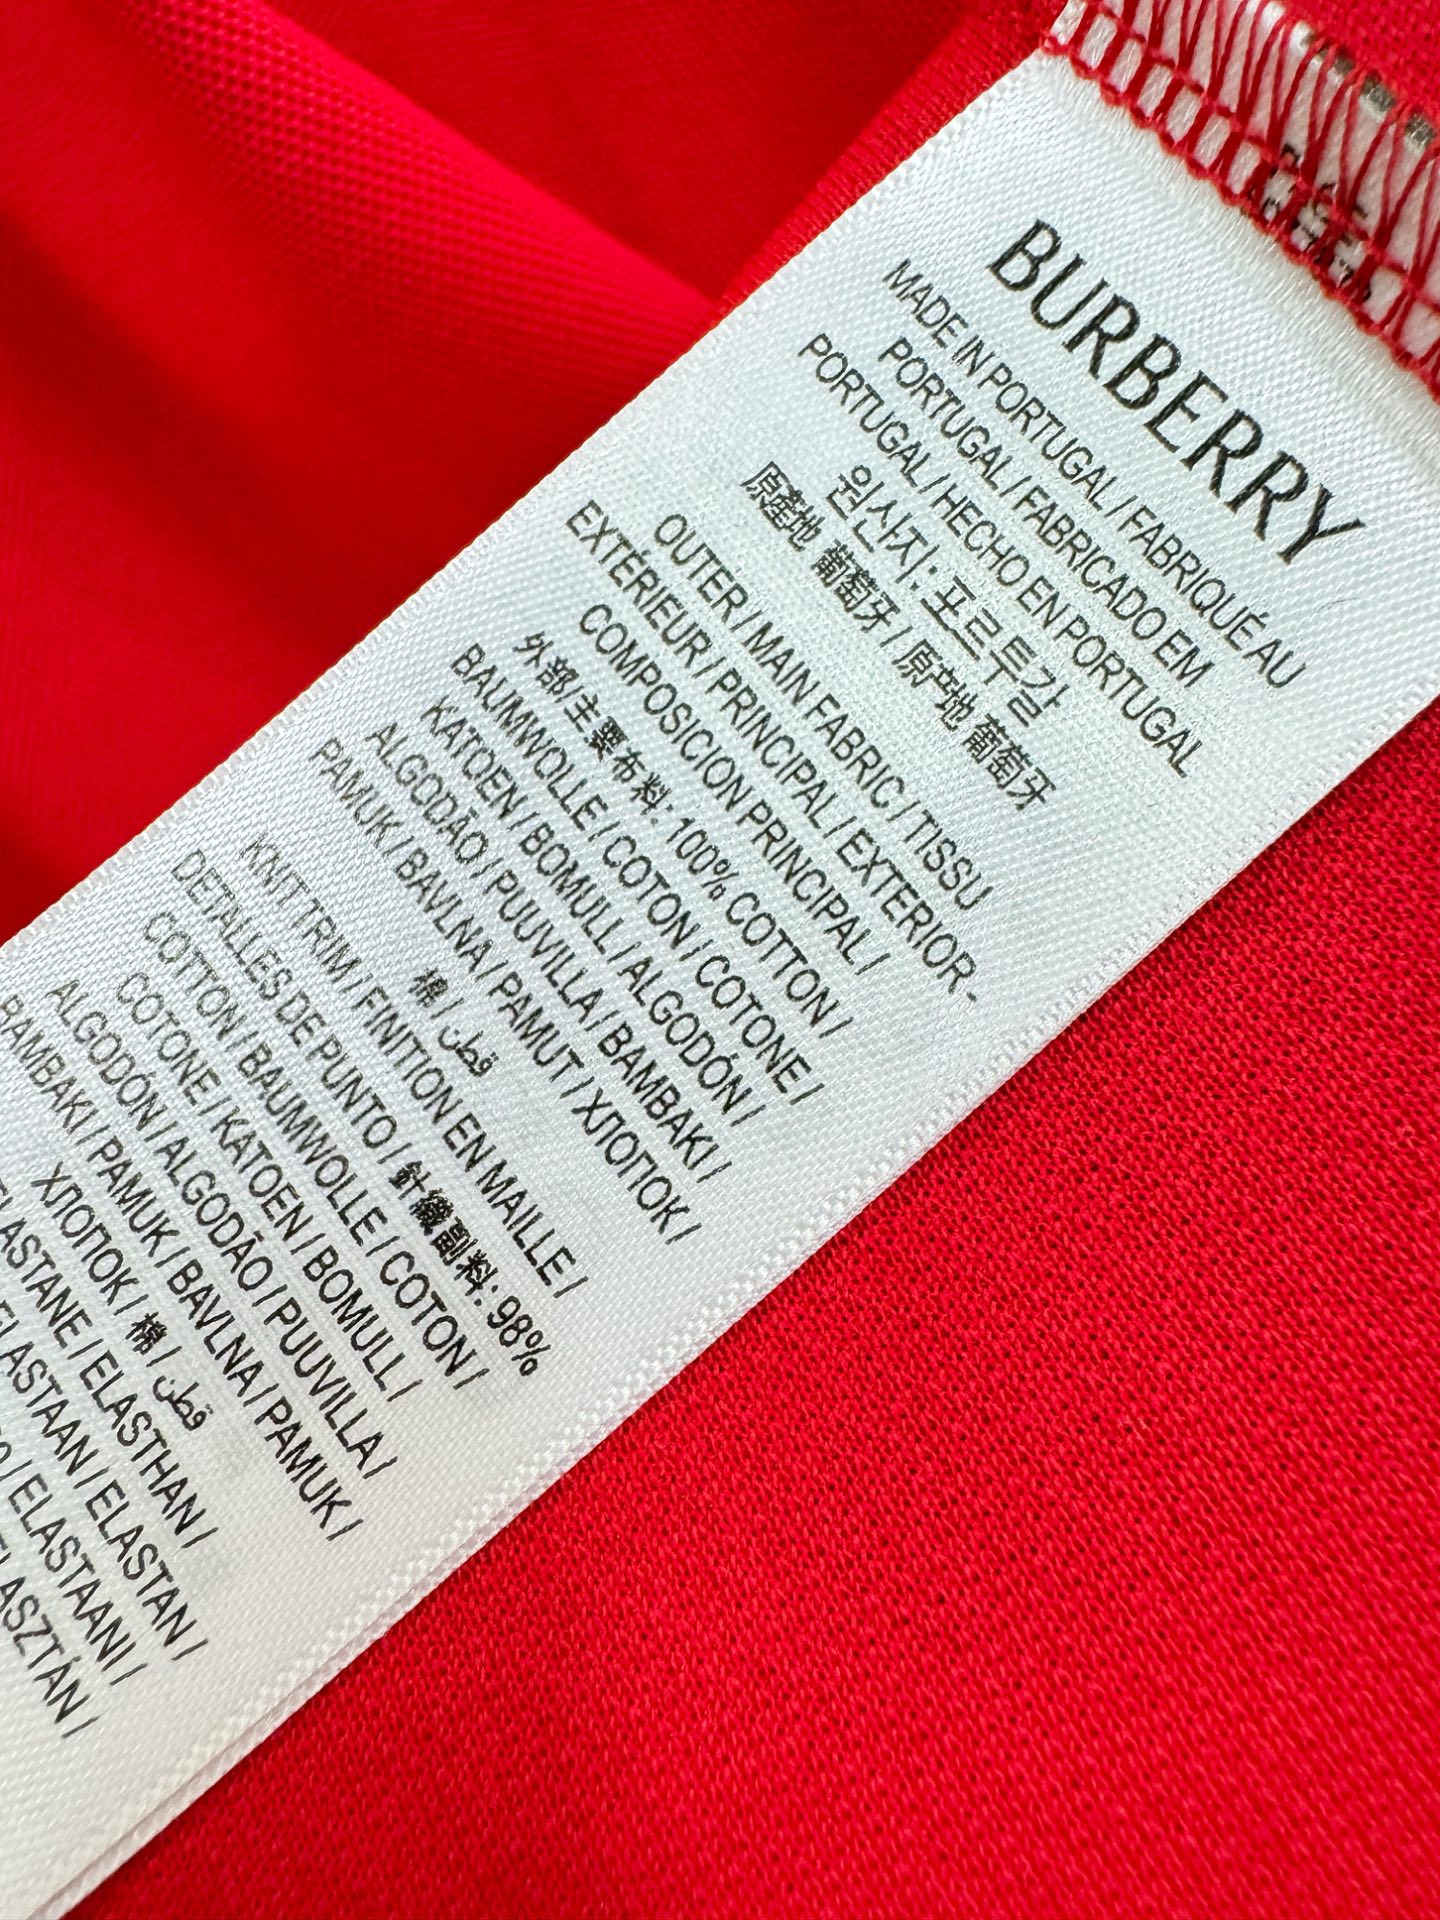 BURBERRY
MADE IN PORTUGAL / FABRIQUÉ AU
PORTUGAL / FABRICADO EM
PORTUGAL / HECHO EN PORTUGAL
원산지: 포르투갈
原產地 葡萄牙 / 原产地 葡萄牙
OUTER / MAIN FABRIC / TISSU
EXTÉRIEUR / PRINCIPAL / EXTERIOR -
COMPOSICION PRINCIPAL /
外部/主要布料: 100% COTTON /
BAUMWOLLE / COTON / COTONE /
KATOEN / BOMULL / ALGODÓN /
ALGODÃO / PUUVILLA / BAMBAKI /
PAMUK / BAVLNA / PAMUT / ХЛОПОК /
棉 / قطن
KNIT TRIM / FINITION EN MAILLE /
DETALLES DE PUNTO / 針織副料: 98%
COTTON / BAUMWOLLE / COTON /
COTONE / KATOEN / BOMULL /
ALGODÓN / ALGODÃO / PUUVILLA /
BAMBAKI / PAMUK / BAVLNA / PAMUK /
ХЛОПОК / 棉 / قطن
ELASTANE / ELASTHAN /
ELASTAAN / ELASTAN /
/ ELASTAANI /
ELASZTÁN /